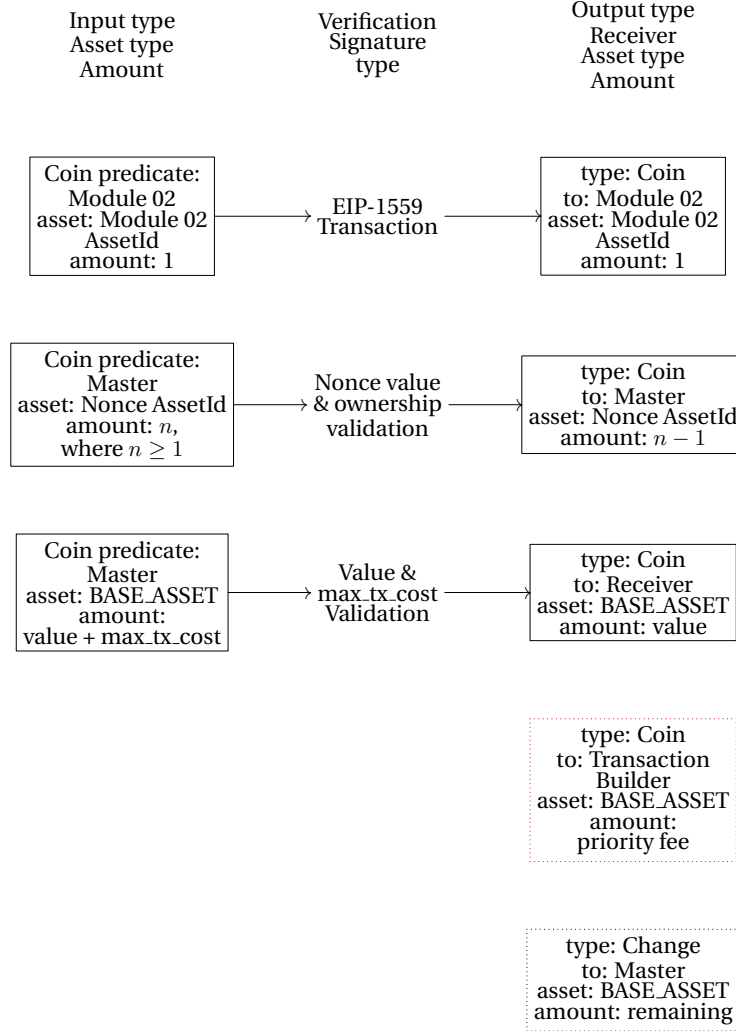 Input type
Asset type
Amount
Verification
Signature
type
Output type
Receiver
Asset type
Amount
Coin predicate:
Module 02
asset: Module 02
AssetId
amount: 1
EIP-1559
Transaction
type: Coin
to: Module 02
asset: Module 02
AssetId
amount: 1
Coin predicate:
Master
asset: Nonce AssetId
amount: n,
where n ≥ 1
Nonce value
& ownership
validation
type: Coin
to: Master
asset: Nonce AssetId
amount: n − 1
Coin predicate:
Master
asset: BASE_ASSET
amount:
value + max_tx_cost
Value &
max_tx_cost
Validation
type: Coin
to: Receiver
asset: BASE_ASSET
amount: value
type: Coin
to: Transaction
Builder
asset: BASE_ASSET
amount:
priority fee
type: Change
to: Master
asset: BASE_ASSET
amount: remaining